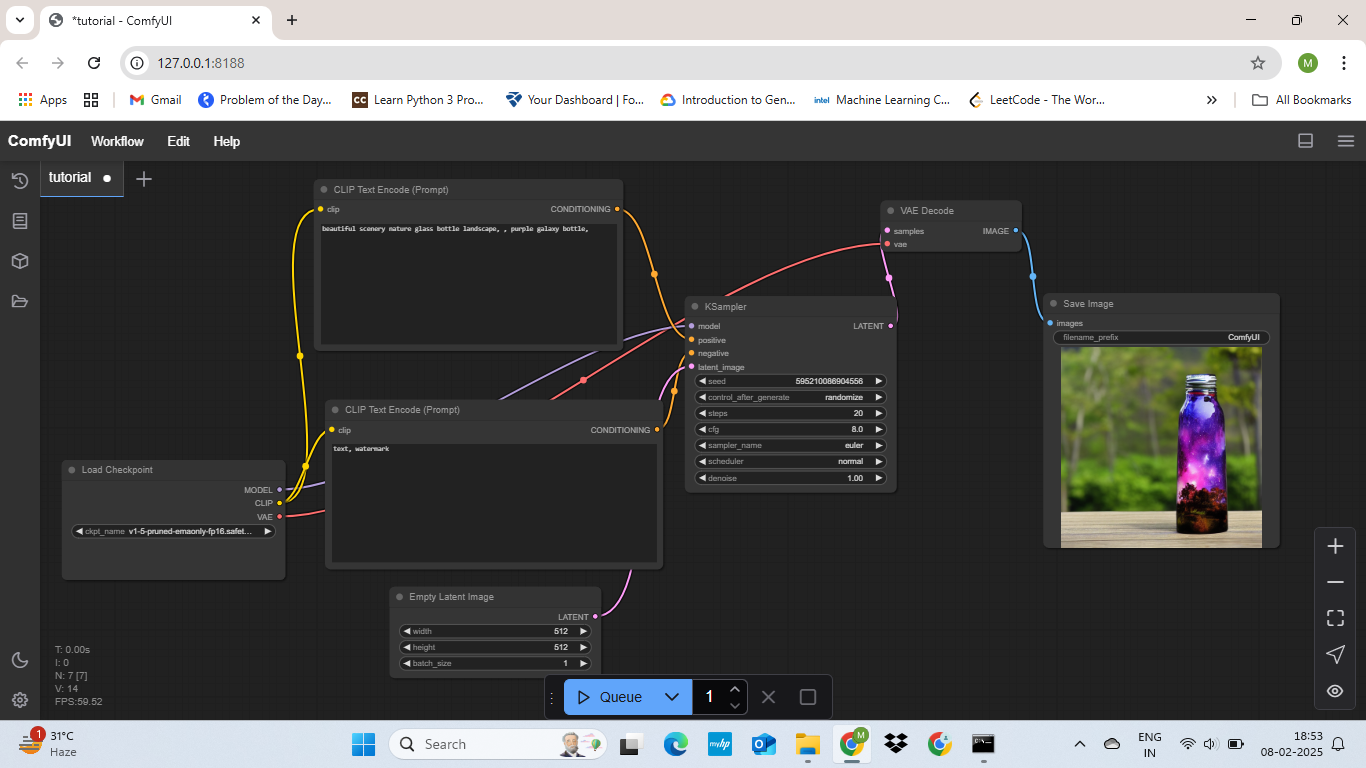 *tutorial - ComfyUI
127.0.0.1:8188
M
Apps
Gmail
Problem of the Day...
CC
Learn Python 3 Pro...
Your Dashboard | Fo...
Introduction to Gen...
intel
Machine Learning C...
LeetCode - The Wor...
All Bookmarks
ComfyUI
Workflow
Edit
Help
tutorial
CLIP Text Encode (Prompt)
clip
CONDITIONING
beautiful scenery nature glass bottle landscape, , purple galaxy bottle,
VAE Decode
samples
IMAGE
vae
KSampler
model
LATENT
positive
negative
latent_image
seed
595210086904556
control_after_generate
randomize
steps
20
cfg
8.0
sampler_name
euler
scheduler
normal
denoise
1.00
Save Image
images
filename_prefix
ComfyUI
CLIP Text Encode (Prompt)
clip
CONDITIONING
text, watermark
Load Checkpoint
MODEL
CLIP
VAE
ckpt_name
v1-5-pruned-emaonly-fp16.safet...
Empty Latent Image
LATENT
width
512
height
512
batch_size
1
T: 0.00s
I: 0
N: 7 [7]
V: 14
FPS:59.52
Queue
1
1
31°C
Haze
Search
myhp
M
ENG
IN
18:53
08-02-2025